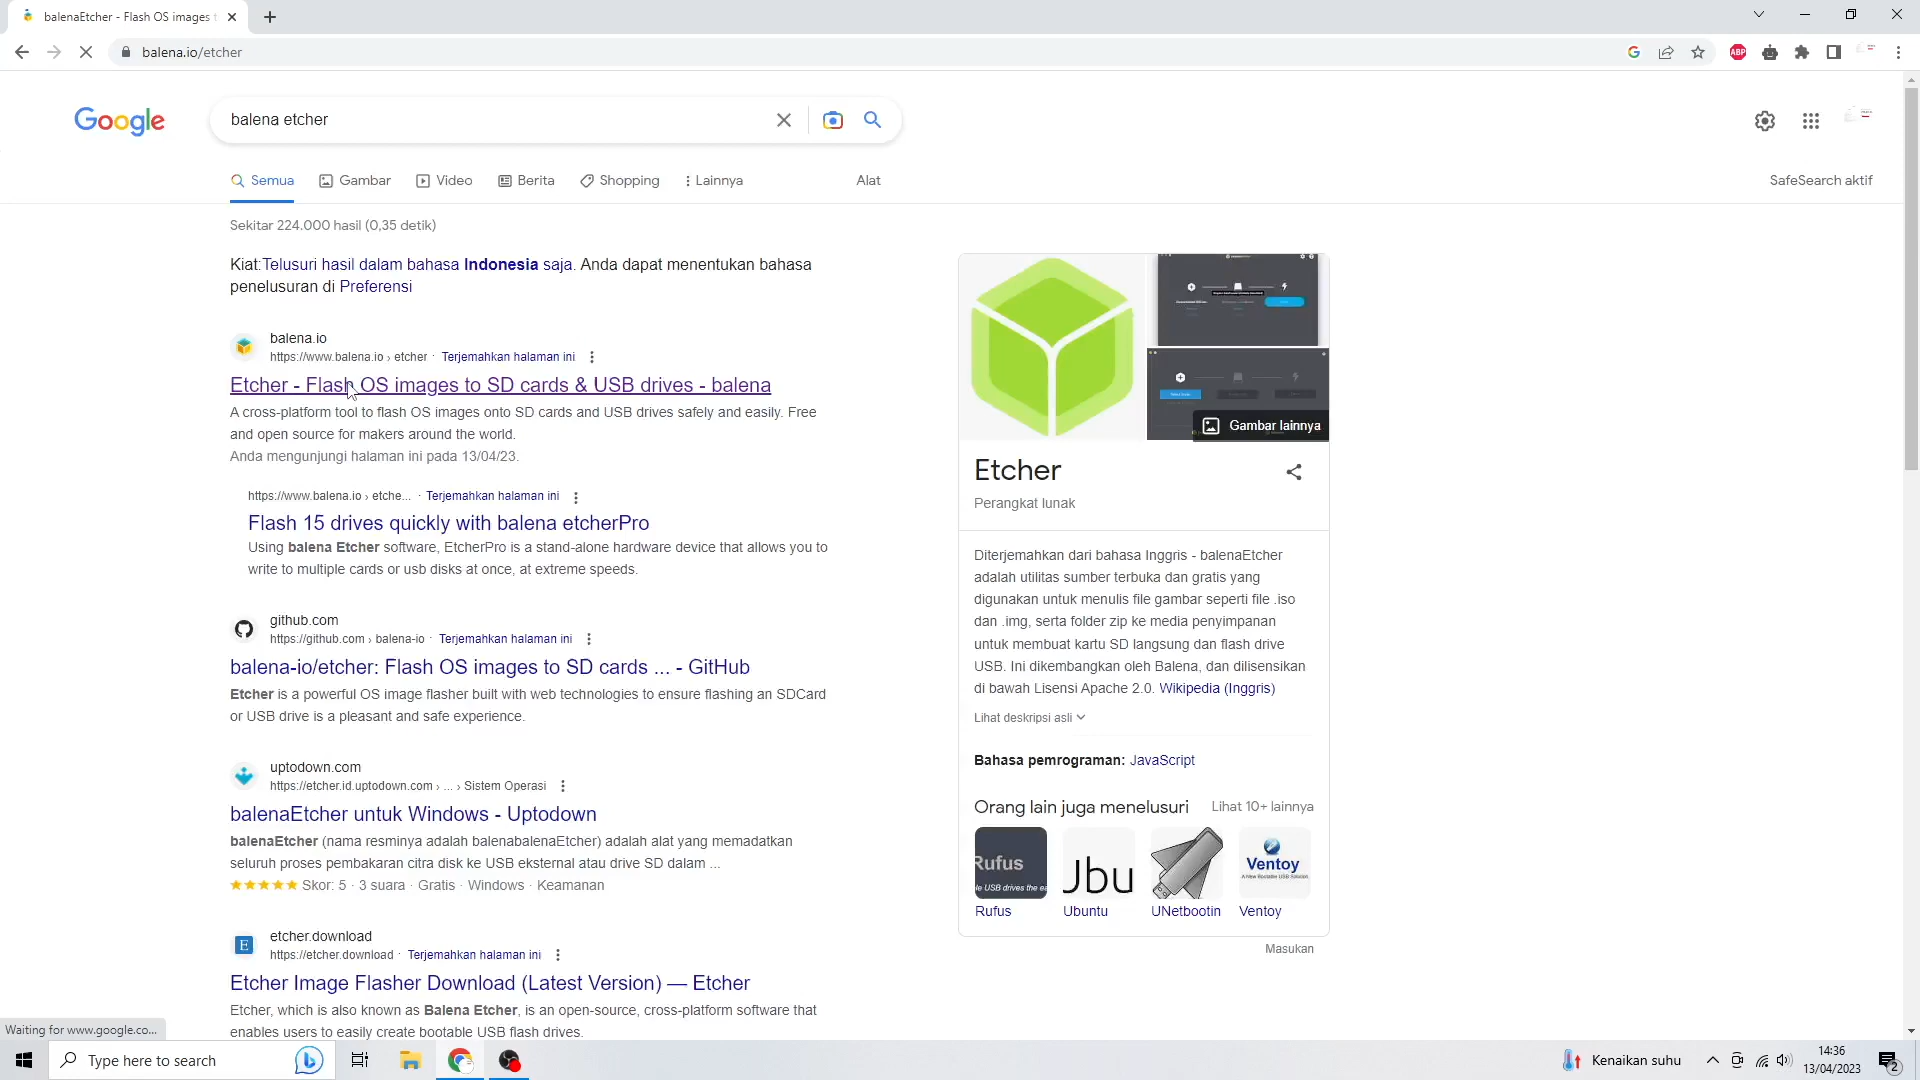 balenaEtcher - Flash OS images t
balena.io/etcher
ABP
Google
balena etcher
Semua
Gambar
Video
Berita
Shopping
Lainnya
Alat
SafeSearch aktif
Sekitar 224.000 hasil (0,35 detik)
Kiat:Telusuri hasil dalam bahasa Indonesia saja. Anda dapat menentukan bahasa
penelusuran di Preferensi
balena.io
https://www.balena.io › etcher · Terjemahkan halaman ini
Etcher - Flash OS images to SD cards & USB drives - balena
A cross-platform tool to flash OS images onto SD cards and USB drives safely and easily. Free
and open source for makers around the world.
Anda mengunjungi halaman ini pada 13/04/23.
https://www.balena.io › etche... · Terjemahkan halaman ini
Flash 15 drives quickly with balena etcherPro
Using balena Etcher software, EtcherPro is a stand-alone hardware device that allows you to
write to multiple cards or usb disks at once, at extreme speeds.
github.com
https://github.com › balena-io · Terjemahkan halaman ini
balena-io/etcher: Flash OS images to SD cards ... - GitHub
Etcher is a powerful OS image flasher built with web technologies to ensure flashing an SDCard
or USB drive is a pleasant and safe experience.
uptodown.com
https://etcher.id.uptodown.com › ... › Sistem Operasi
balenaEtcher untuk Windows - Uptodown
balenaEtcher (nama resminya adalah balenabalenaEtcher) adalah alat yang memadatkan
seluruh proses pembakaran citra disk ke USB eksternal atau drive SD dalam ...
Skor: 5 · 3 suara · Gratis · Windows · Keamanan
E
etcher.download
https://etcher.download · Terjemahkan halaman ini
Etcher Image Flasher Download (Latest Version) — Etcher
Etcher, which is also known as Balena Etcher, is an open-source, cross-platform software that
enables users to easily create bootable USB flash drives.
Gambar lainnya
Etcher
Perangkat lunak
Diterjemahkan dari bahasa Inggris - balenaEtcher
adalah utilitas sumber terbuka dan gratis yang
digunakan untuk menulis file gambar seperti file .iso
dan .img, serta folder zip ke media penyimpanan
untuk membuat kartu SD langsung dan flash drive
USB. Ini dikembangkan oleh Balena, dan dilisensikan
di bawah Lisensi Apache 2.0. Wikipedia (Inggris)
Lihat deskripsi asli
Bahasa pemrograman: JavaScript
Orang lain juga menelusuri
Lihat 10+ lainnya
Rufus
le USB drives the ea
Jbu
Ventoy
A New Bootable USB Solution
Rufus
Ubuntu
UNetbootin
Ventoy
Masukan
Waiting for www.google.co...
Type here to search
Kenaikan suhu
14:36
13/04/2023
2